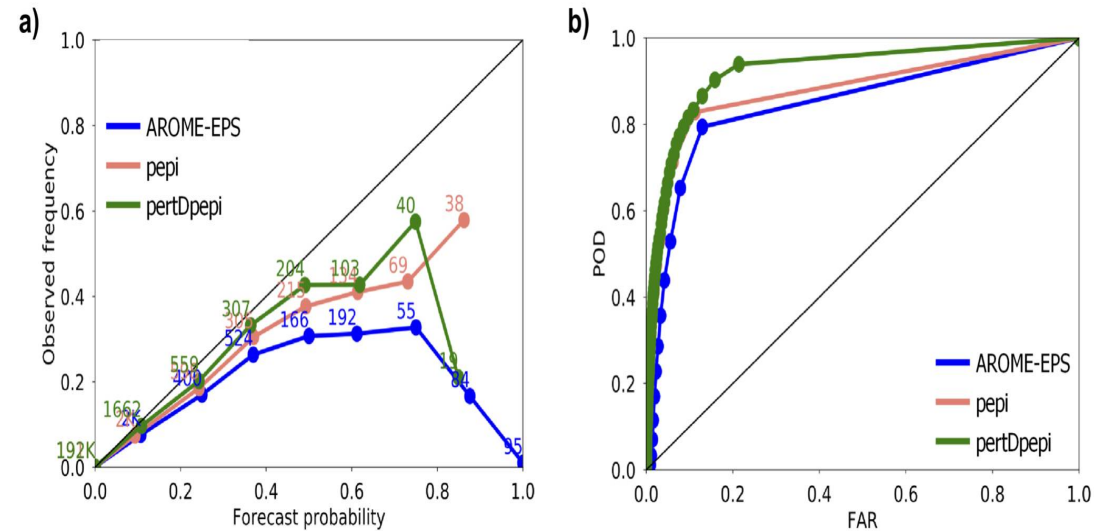 a)
1.0
0.8
0.6
0.4
0.2
0.0
Observed frequency
AROME-EPS
pepi
pertDpepi
38
40
69
204
103
215
55
192
166
307
524
559
400
19
84
1662
2K
192K
95
0.0
0.2
0.4
0.6
0.8
1.0
Forecast probability
b)
1.0
0.8
0.6
0.4
0.2
0.0
POD
AROME-EPS
pepi
pertDpepi
0.0
0.2
0.4
0.6
0.8
1.0
FAR